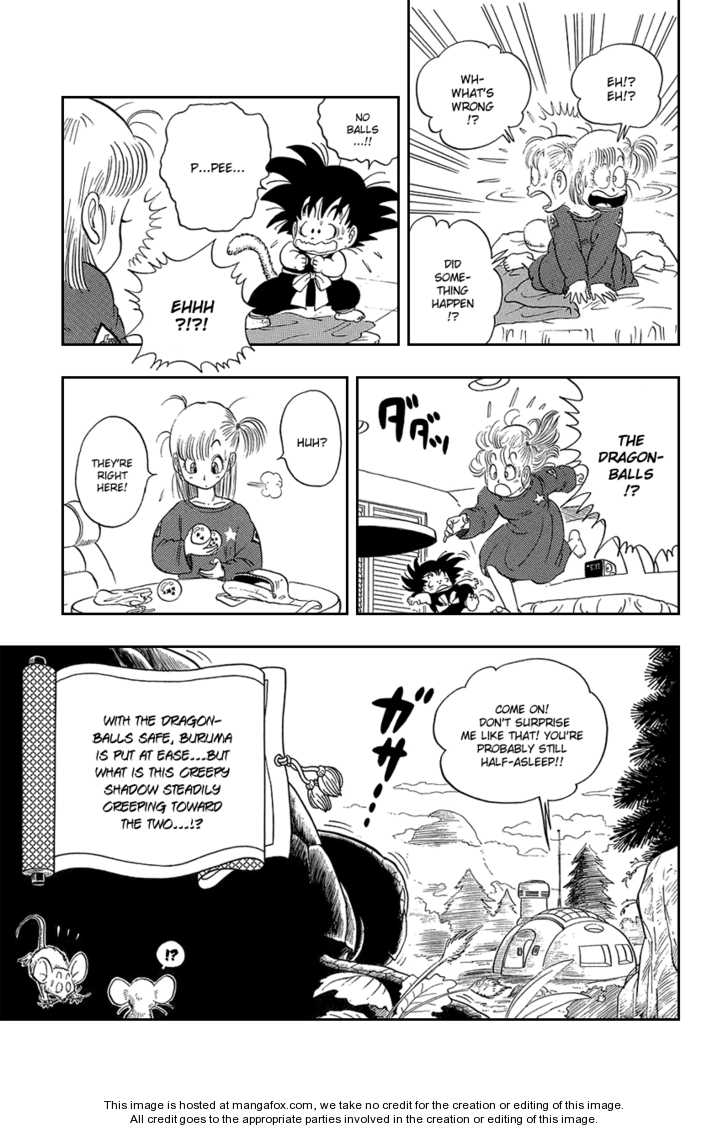 EH!?
EH!?
WH-
WHAT'S
WRONG
!?
DID
SOME-
THING
HAPPEN
!?
NO
BALLS
...!!
P...PEE...
EHHH
?!?!
THE
DRAGON-
BALLS
!?
ダダッ
HUH?
THEY'RE
RIGHT
HERE!
COME ON!
DON'T SURPRISE
ME LIKE THAT! YOU'RE
PROBABLY STILL
HALF-ASLEEP!!
ガサ...
WITH THE DRAGON-
BALLS SAFE, BURUMA
IS PUT AT EASE...BUT
WHAT IS THIS CREEPY
SHADOW STEADILY
CREEPING TOWARD
THE TWO...!?
!?
This image is hosted at mangafox.com, we take no credit for the creation or editing of this image.
All credit goes to the appropriate parties involved in the creation or editing of this image.